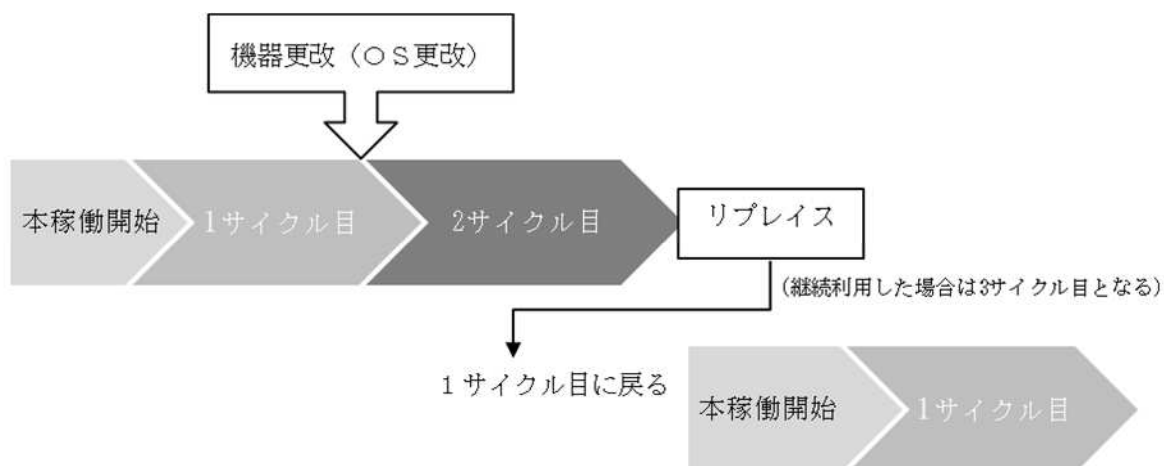 機器更改（ＯＳ更改）
本稼働開始
1サイクル目
2サイクル目
リプレイス
（継続利用した場合は3サイクル目となる）
１サイクル目に戻る
本稼働開始
1サイクル目